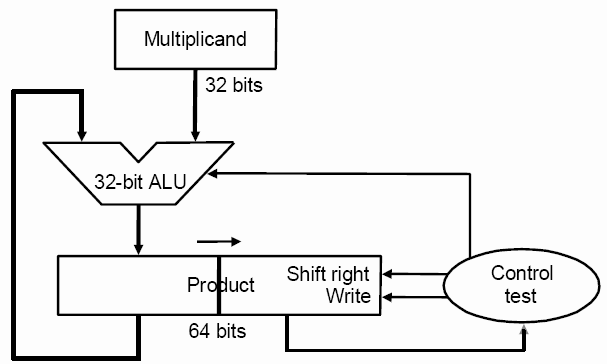 Multiplicand
32 bits
32-bit ALU
Product
Shift right
Write
Control
test
64 bits